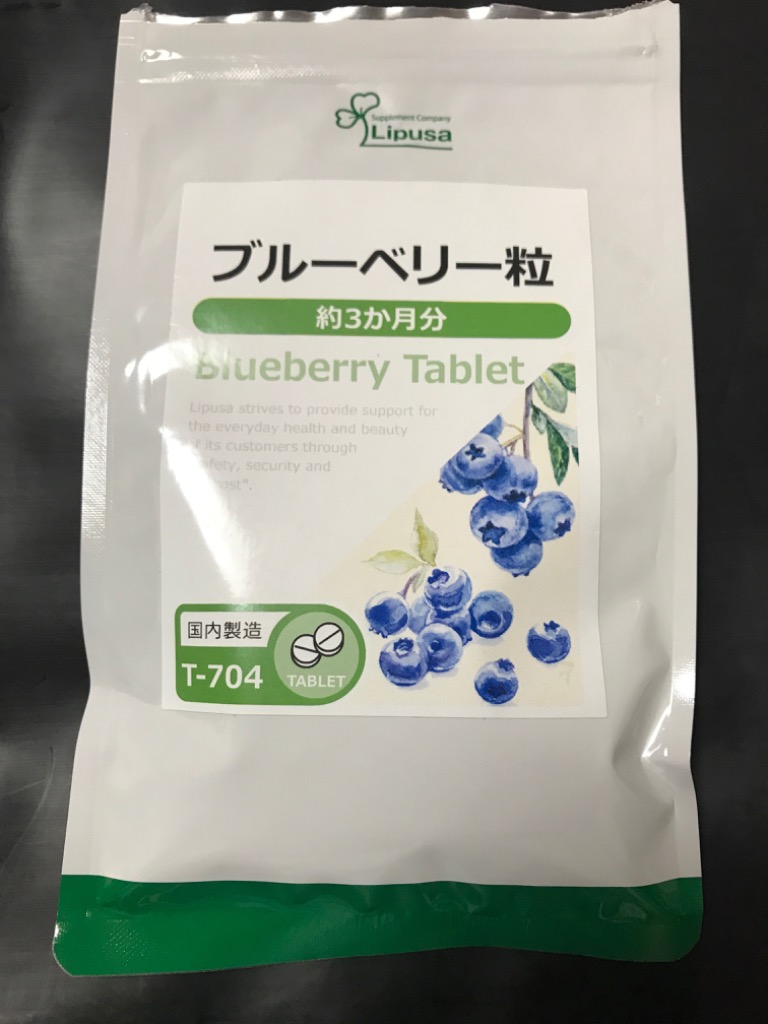 Supplement Company
Lipusa
ブルーベリー粒
約3か月分
Blueberry Tablet
Lipusa strives to provide support for
the everyday health and beauty
of its customers through
safety, security and
国内製造
T-704
TABLET